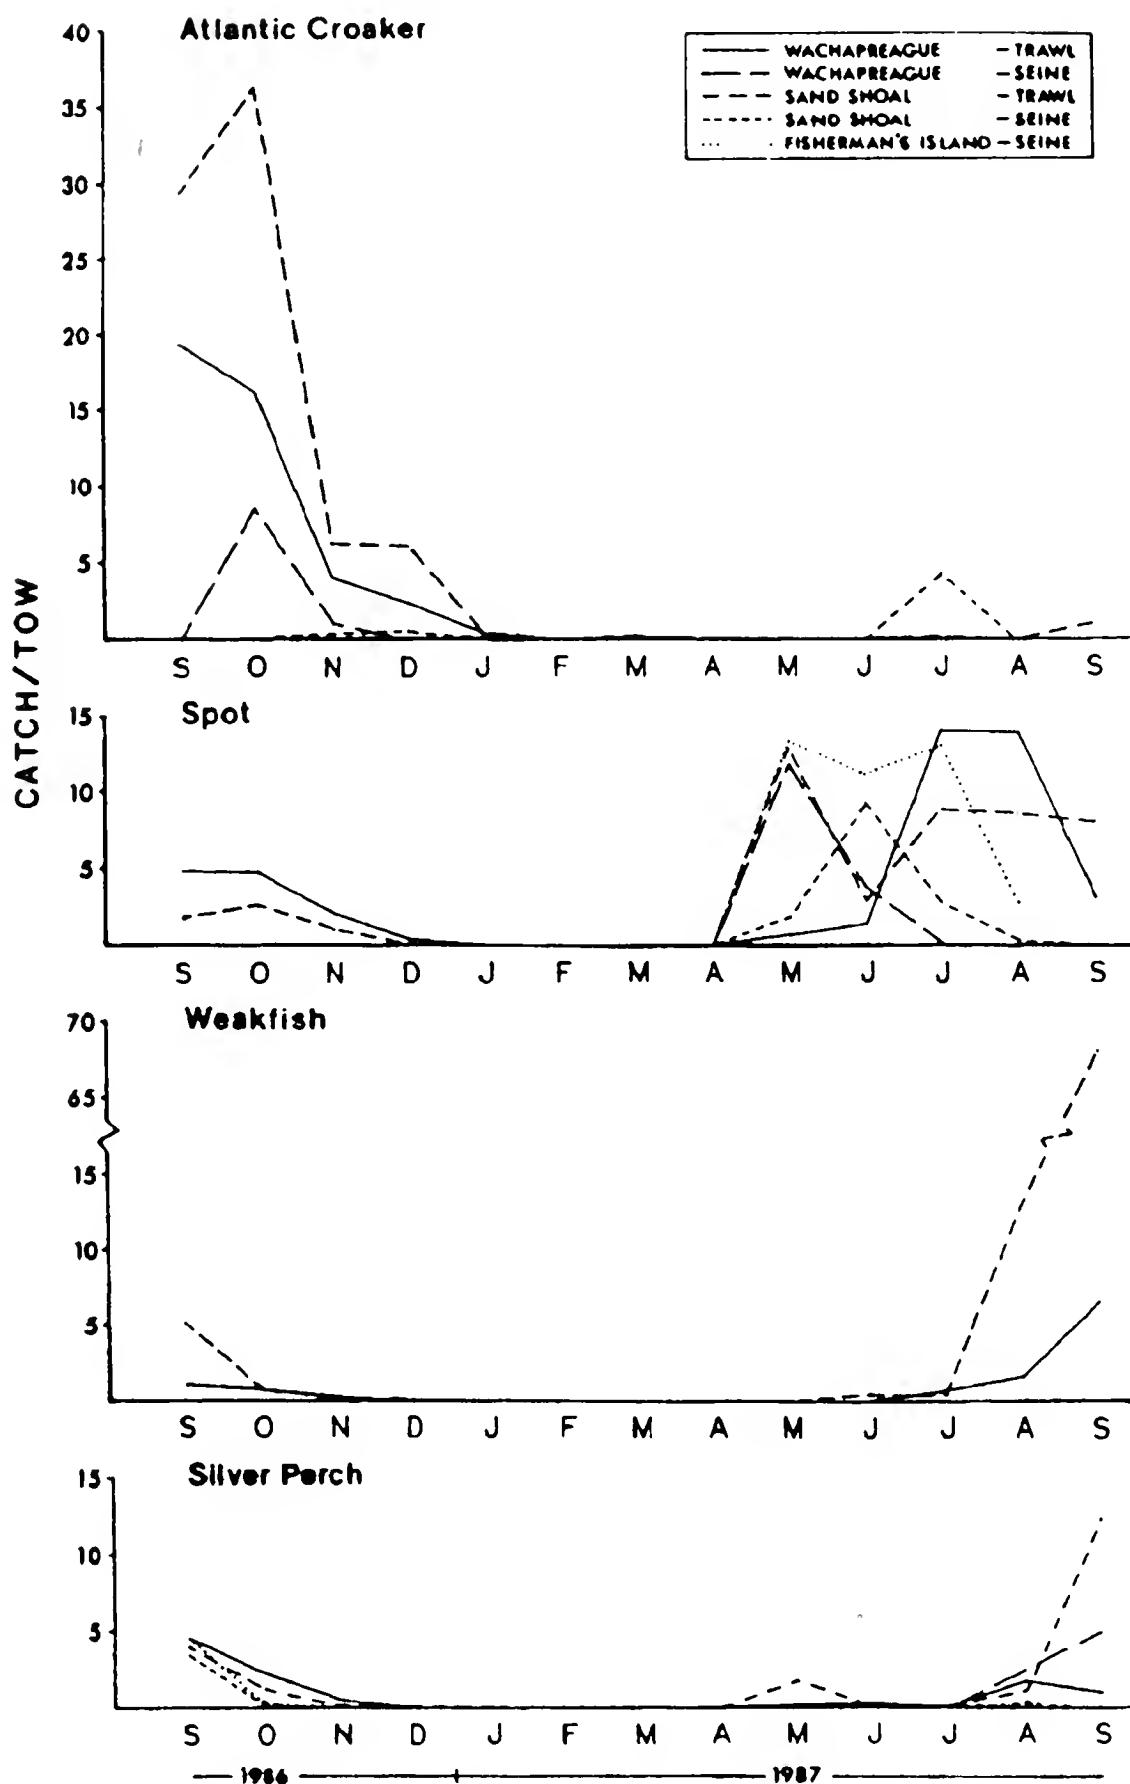 Atlantic Croaker
WACHAPREAGUE – TRAWL
WACHAPREAGUE – SEINE
SAND SHOAL – TRAWL
SAND SHOAL – SEINE
FISHERMAN'S ISLAND – SEINE
CATCH/TOW
40
35
30
25
20
15
10
5
S O N D J F M A M J J A S
Spot
15
10
5
S O N D J F M A M J J A S
Weakfish
70
65
15
10
5
S O N D J F M A M J J A S
Silver Perch
15
10
5
S O N D J F M A M J J A S
1986 1987